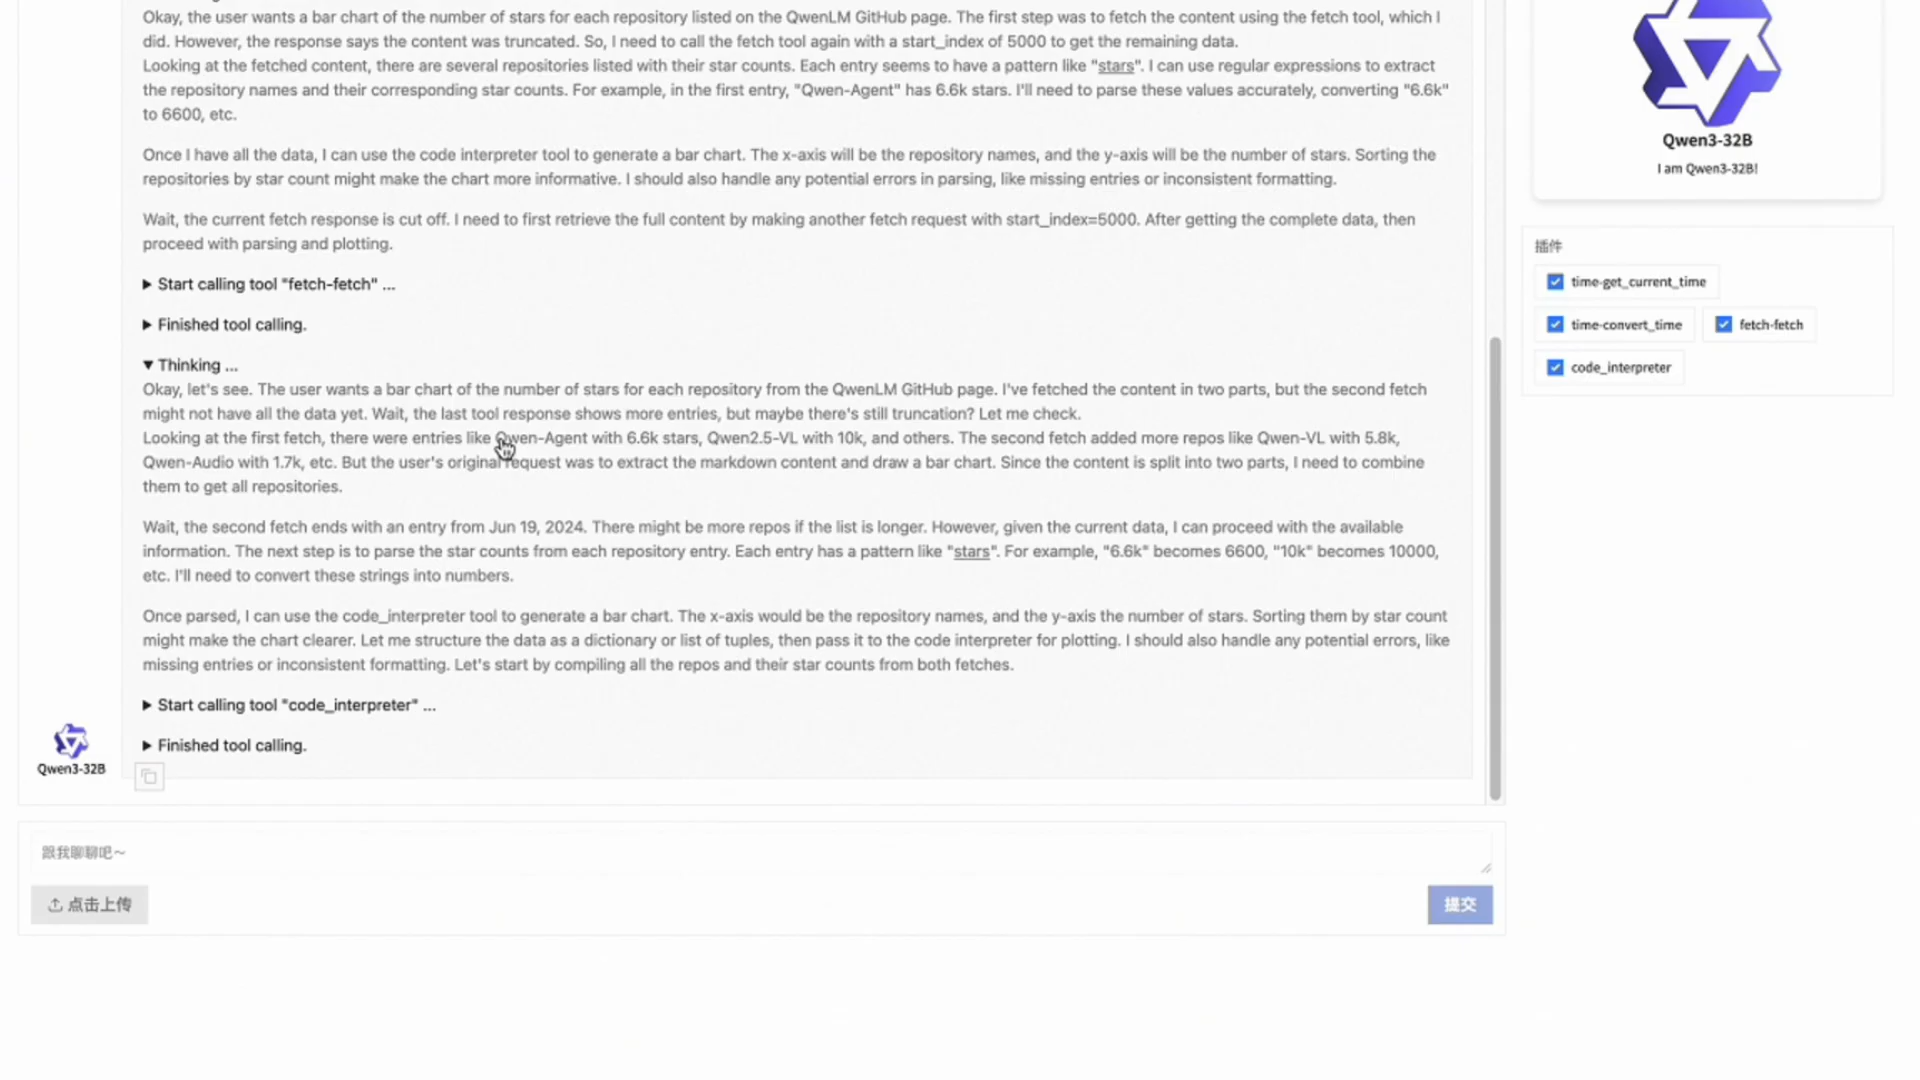 Okay, the user wants a bar chart of the number of stars for each repository listed on the QwenLM GitHub page. The first step was to fetch the content using the fetch tool, which I
did. However, the response says the content was truncated. So, I need to call the fetch tool again with a start_index of 5000 to get the remaining data.
Looking at the fetched content, there are several repositories listed with their star counts. Each entry seems to have a pattern like "stars". I can use regular expressions to extract
the repository names and their corresponding star counts. For example, in the first entry, "Qwen-Agent" has 6.6k stars. I'll need to parse these values accurately, converting "6.6k"
to 6600, etc.
Once I have all the data, I can use the code interpreter tool to generate a bar chart. The x-axis will be the repository names, and the y-axis will be the number of stars. Sorting the
repositories by star count might make the chart more informative. I should also handle any potential errors in parsing, like missing entries or inconsistent formatting.
Wait, the current fetch response is cut off. I need to first retrieve the full content by making another fetch request with start_index=5000. After getting the complete data, then
proceed with parsing and plotting.
▶ Start calling tool "fetch-fetch" ...
▶ Finished tool calling.
▼ Thinking ...
Okay, let's see. The user wants a bar chart of the number of stars for each repository from the QwenLM GitHub page. I've fetched the content in two parts, but the second fetch
might not have all the data yet. Wait, the last tool response shows more entries, but maybe there's still truncation? Let me check.
Looking at the first fetch, there were entries like Qwen-Agent with 6.6k stars, Qwen2.5-VL with 10k, and others. The second fetch added more repos like Qwen-VL with 5.8k,
Qwen-Audio with 1.7k, etc. But the user's original request was to extract the markdown content and draw a bar chart. Since the content is split into two parts, I need to combine
them to get all repositories.
Wait, the second fetch ends with an entry from Jun 19, 2024. There might be more repos if the list is longer. However, given the current data, I can proceed with the available
information. The next step is to parse the star counts from each repository entry. Each entry has a pattern like "stars". For example, "6.6k" becomes 6600, "10k" becomes 10000,
etc. I'll need to convert these strings into numbers.
Once parsed, I can use the code_interpreter tool to generate a bar chart. The x-axis would be the repository names, and the y-axis the number of stars. Sorting them by star count
might make the chart clearer. Let me structure the data as a dictionary or list of tuples, then pass it to the code interpreter for plotting. I should also handle any potential errors, like
missing entries or inconsistent formatting. Let's start by compiling all the repos and their star counts from both fetches.
▶ Start calling tool "code_interpreter" ...
▶ Finished tool calling.
Qwen3-32B
跟我聊聊吧～
点击上传
提交
Qwen3-32B
I am Qwen3-32B!
插件
time-get_current_time
time-convert_time
fetch-fetch
code_interpreter